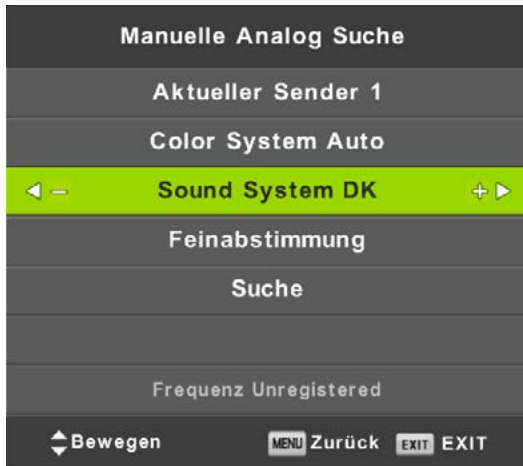 Manuelle Analog Suche
Aktueller Sender 1
Color System Auto
Sound System DK
Feinabstimmung
Suche
Frequenz Unregistered
Bewegen MENU Zurück EXIT EXIT